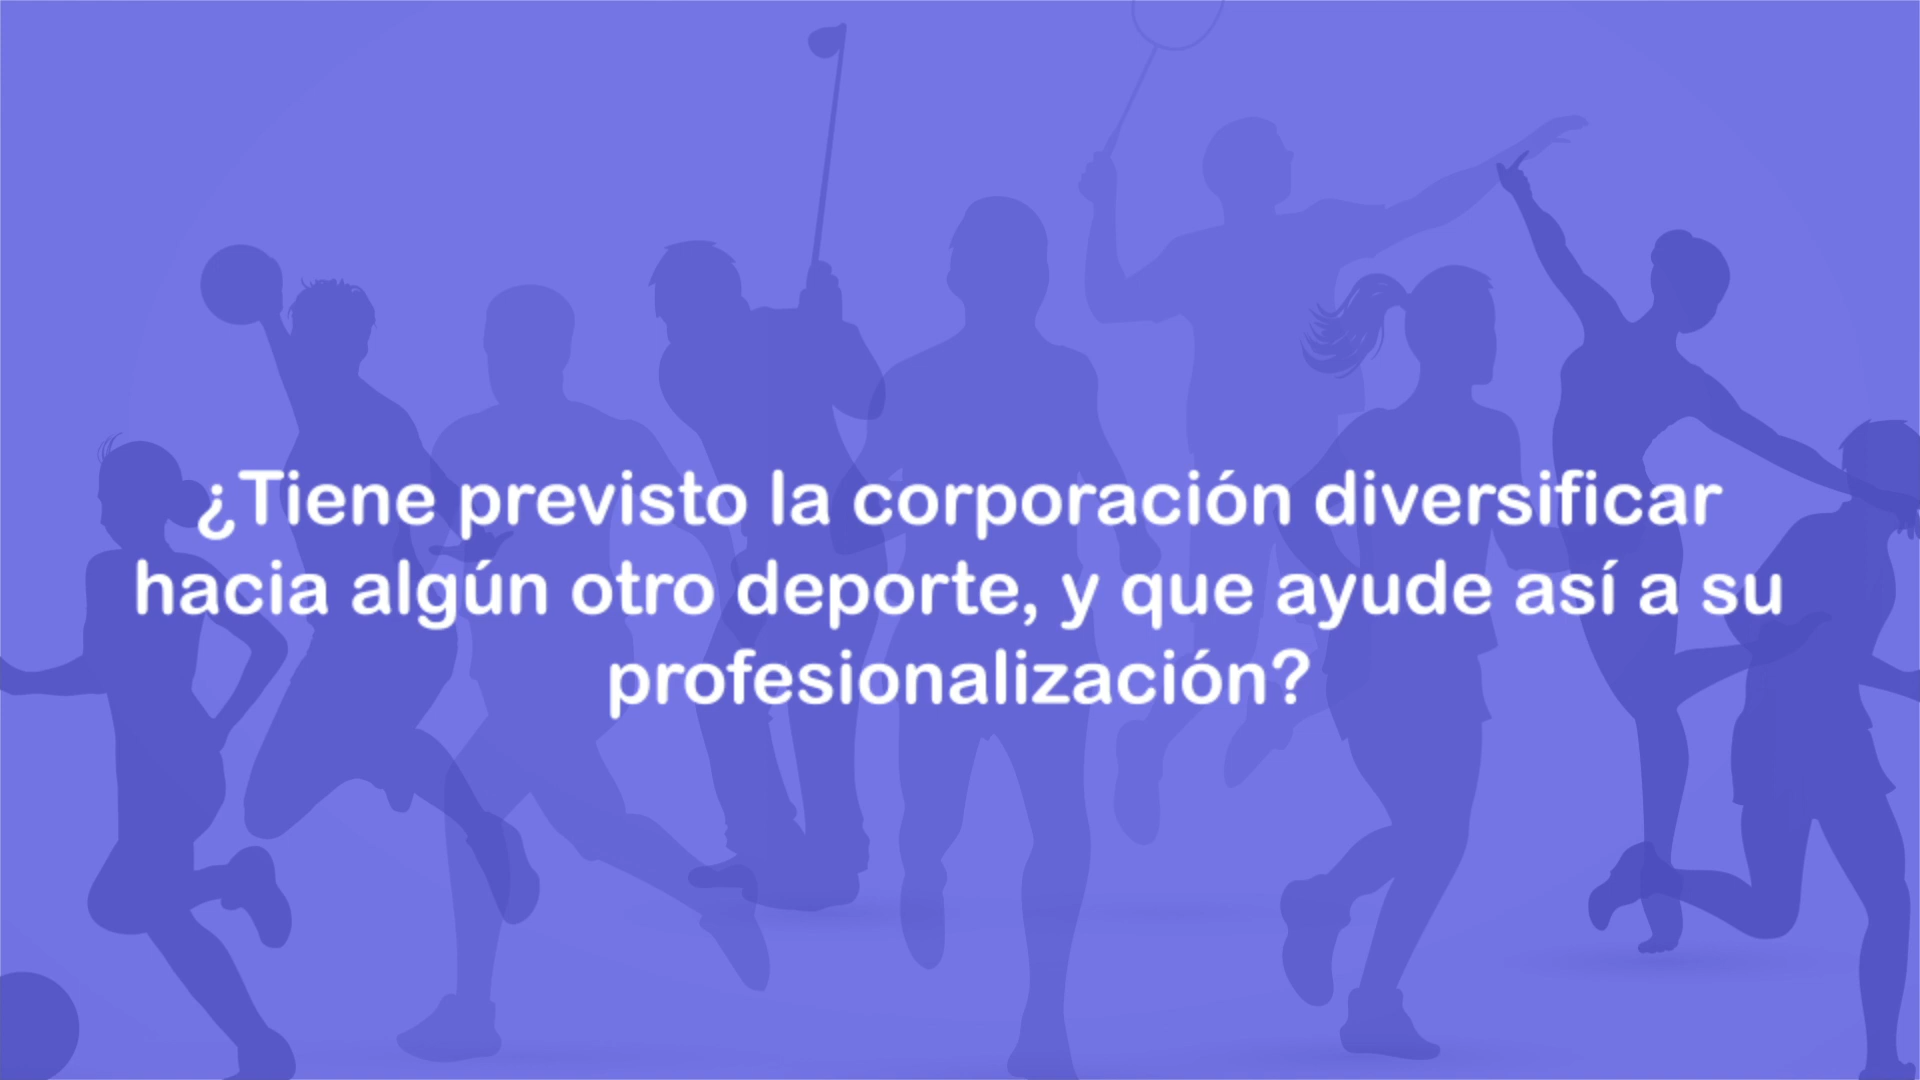 ¿Tiene previsto la corporación diversificar
hacia algún otro deporte, y que ayude así a su
profesionalización?